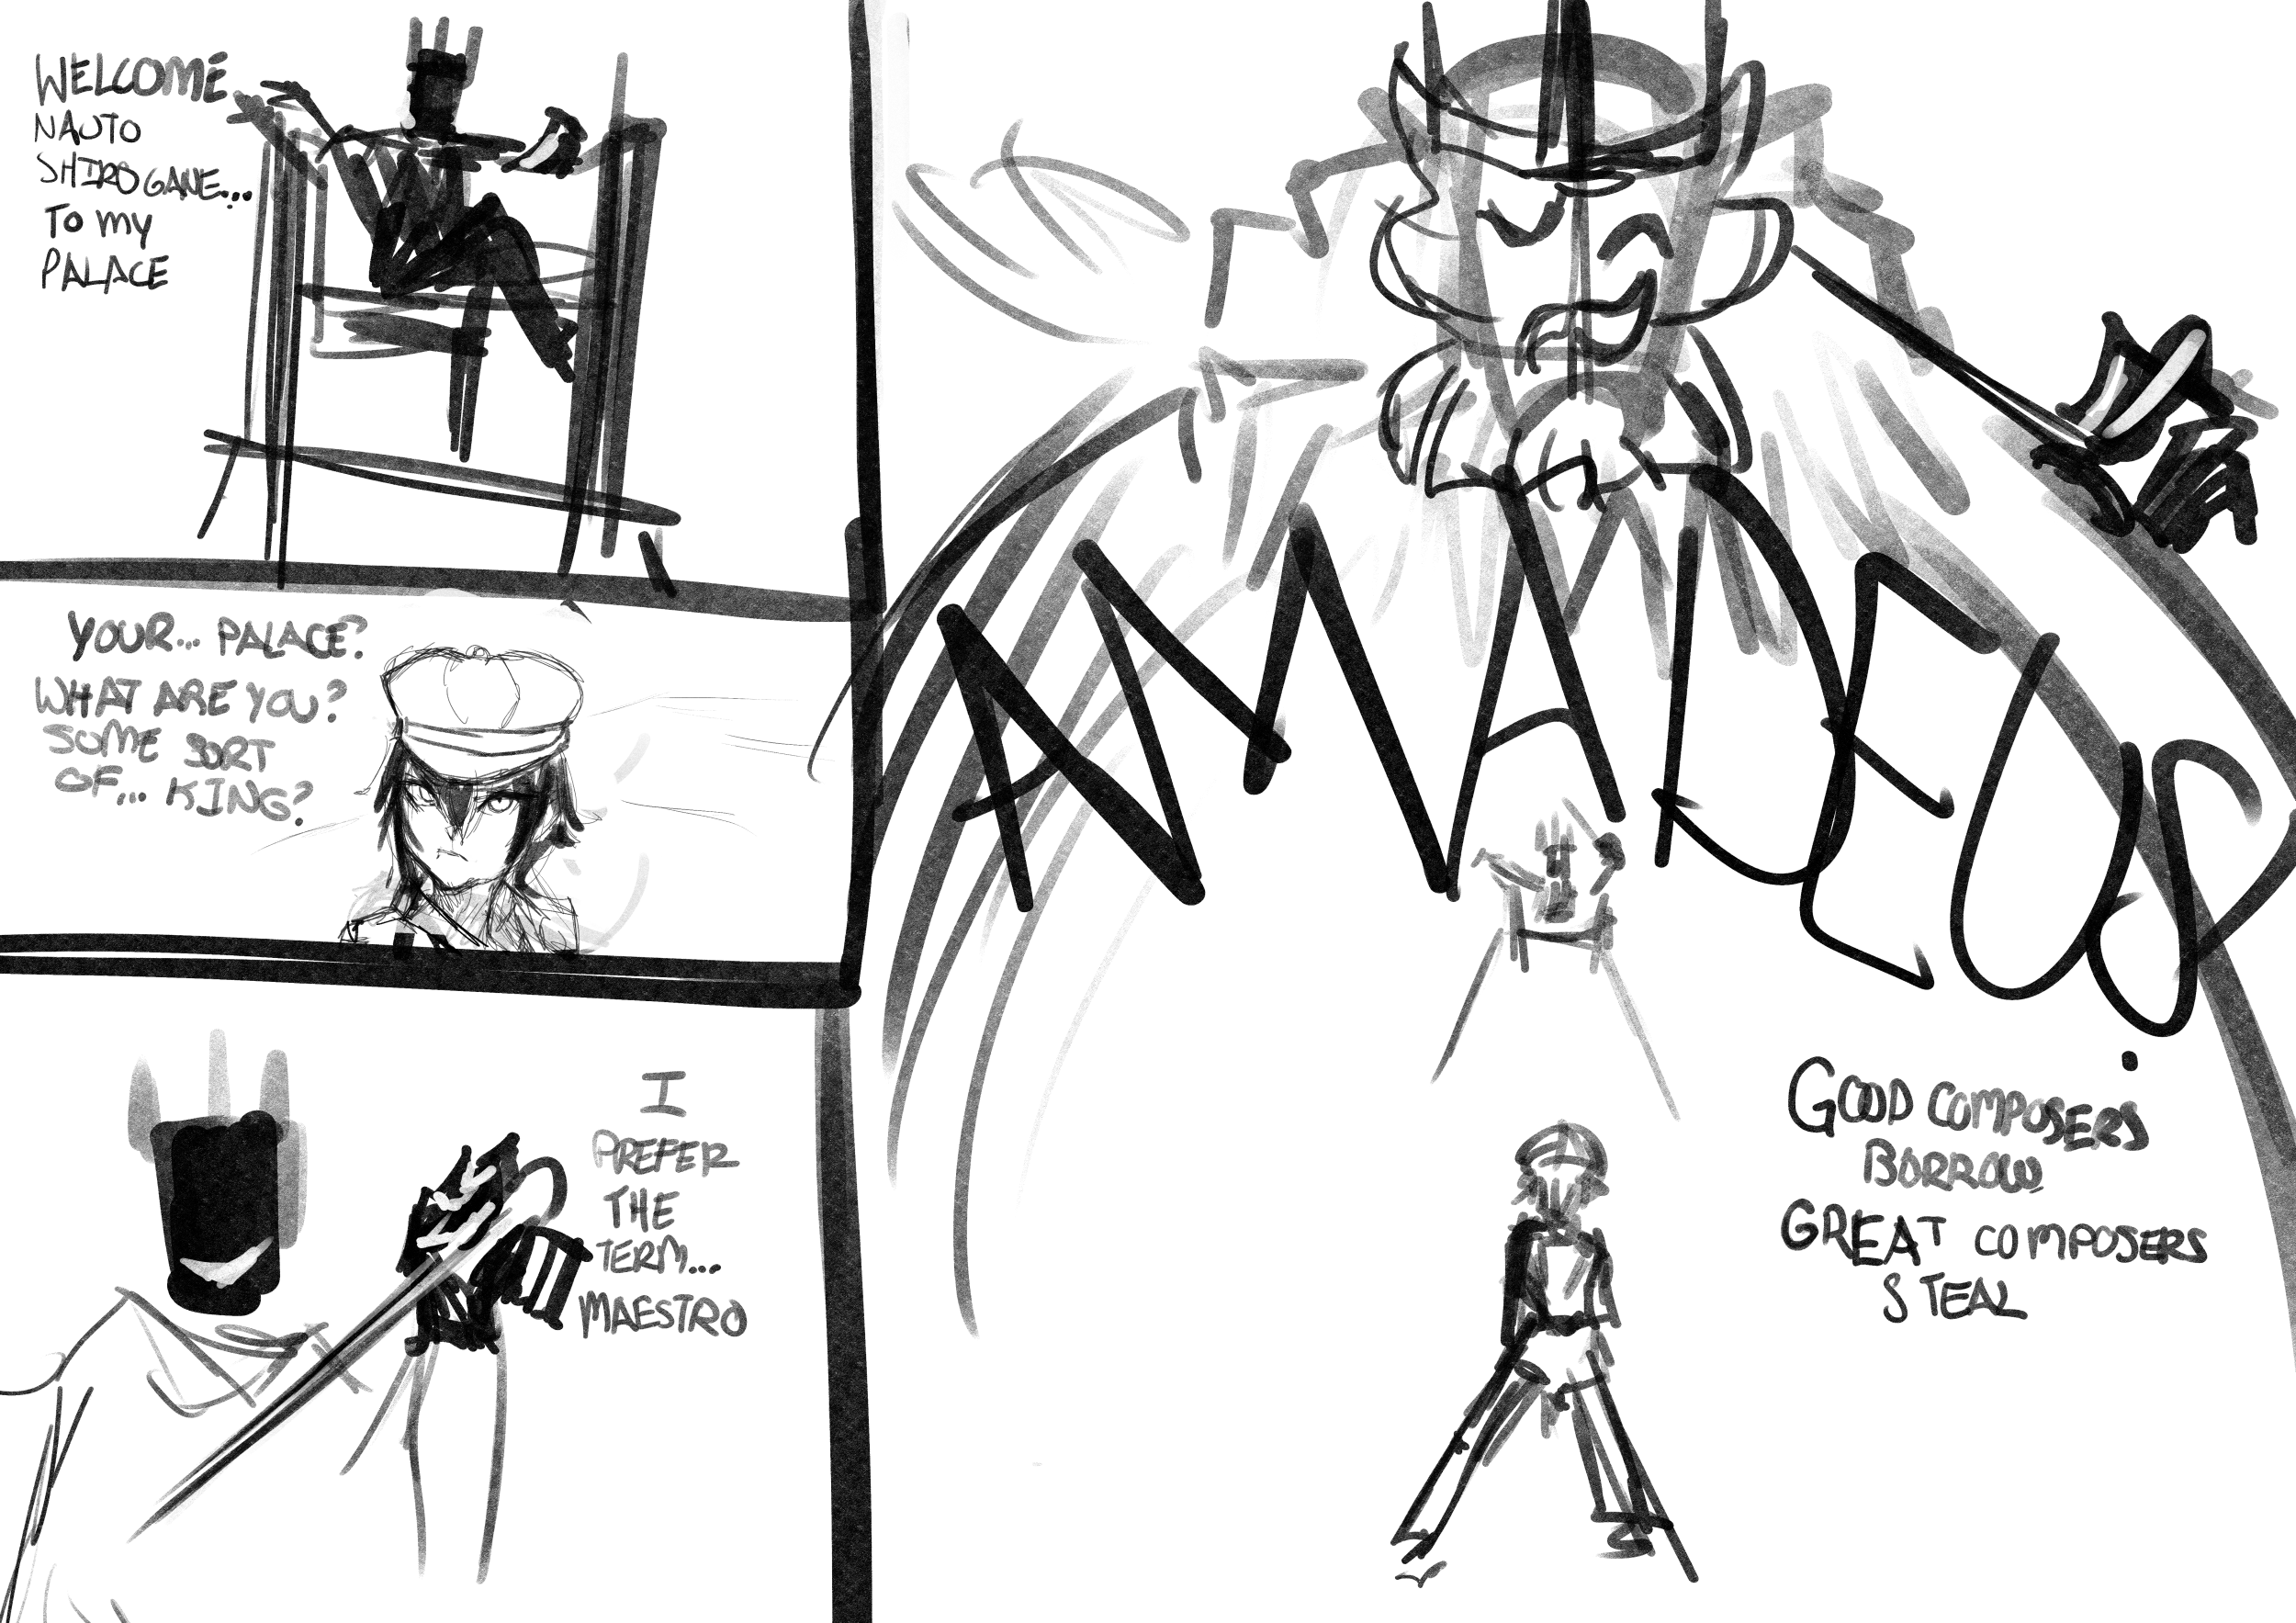 WELCOME
NAUTO
SHIROGANE...
TO MY
PALACE
YOUR... PALACE?
WHAT ARE YOU?
SOME SORT
OF... KING?
I
PREFER
THE
TERM...
MAESTRO
AMADEUS
GOOD COMPOSERS
BORROW
GREAT COMPOSERS
STEAL